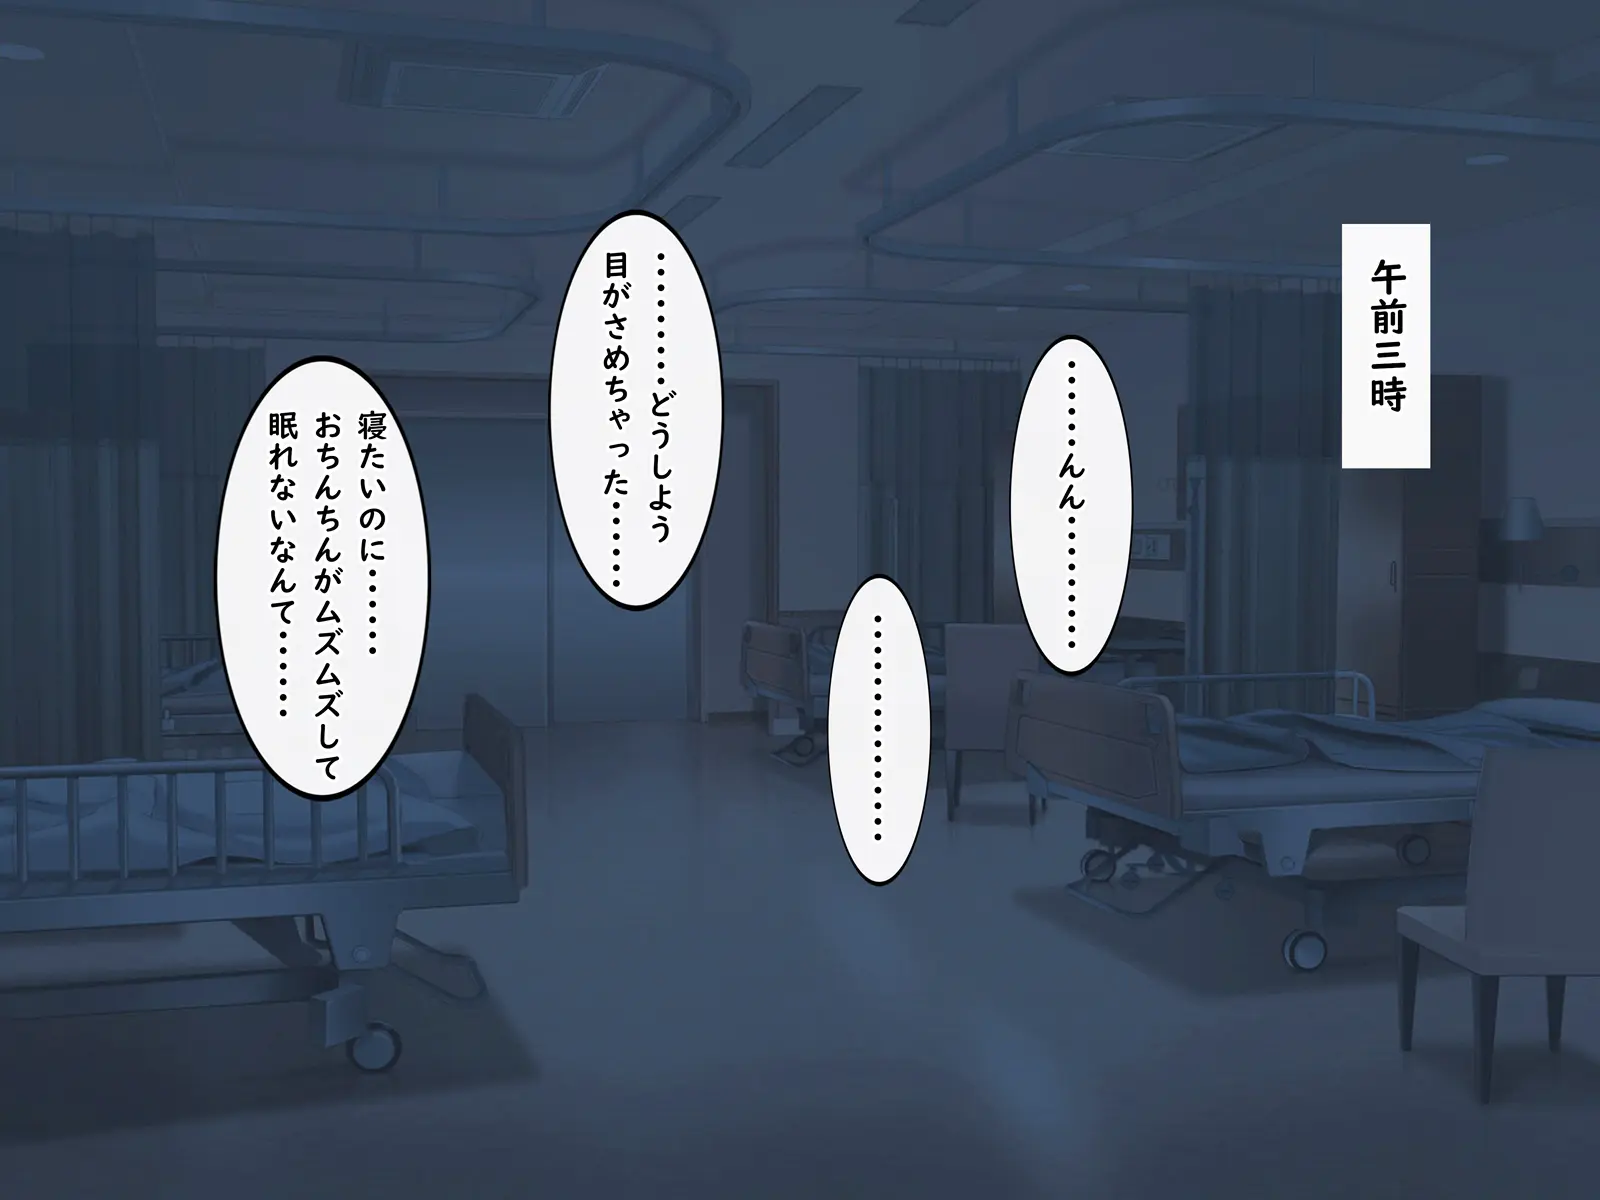 午前三時
・・・・・・んん・・・・・・・・・
・・・・・・・・・・・・・・・
・・・・・・・・・どうしよう
目がさめちゃった・・・・・・
寝たいのに・・・・・・
おちんちんがムズムズして
眠れないなんて・・・・・・